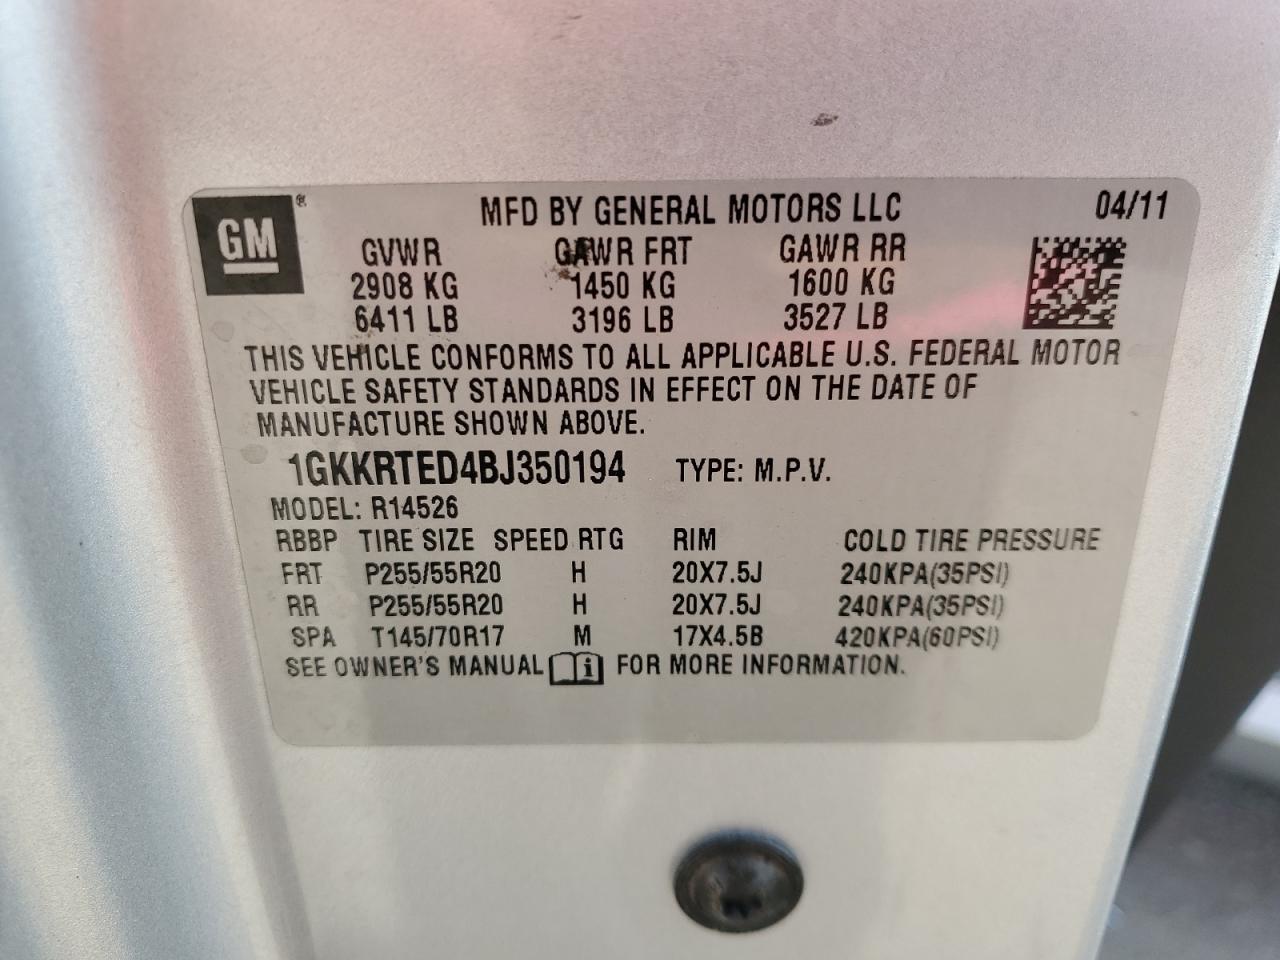 GM®
MFD BY GENERAL MOTORS LLC 04/11
GVWR GAWR FRT GAWR RR
2908 KG 1450 KG 1600 KG
6411 LB 3196 LB 3527 LB
THIS VEHICLE CONFORMS TO ALL APPLICABLE U.S. FEDERAL MOTOR
VEHICLE SAFETY STANDARDS IN EFFECT ON THE DATE OF
MANUFACTURE SHOWN ABOVE.
1GKKRTED4BJ350194 TYPE: M.P.V.
MODEL: R14526
RBBP TIRE SIZE SPEED RTG RIM COLD TIRE PRESSURE
FRT P255/55R20 H 20X7.5J 240KPA(35PSI)
RR P255/55R20 H 20X7.5J 240KPA(35PSI)
SPA T145/70R17 M 17X4.5B 420KPA(60PSI)
SEE OWNER'S MANUAL i FOR MORE INFORMATION.